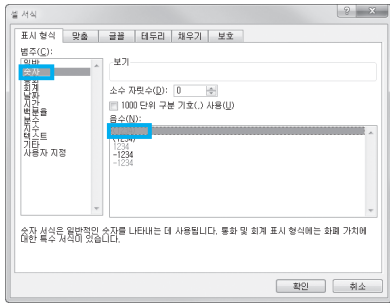 셀 서식
표시 형식 맞춤 글꼴 테두리 채우기 보호
범주(C):
일반
숫자
통화
회계
날짜
시간
백분율
분수
지수
텍스트
기타
사용자 지정
보기
소수 자릿수(D): 0
1000 단위 구분 기호(,) 사용(U)
음수(N):
(1234)
1234
-1234
-1234
숫자 서식은 일반적인 숫자를 나타내는 데 사용됩니다. 통화 및 회계 표시 형식에는 화폐 가치에
대한 특수 서식이 있습니다.
확인 취소